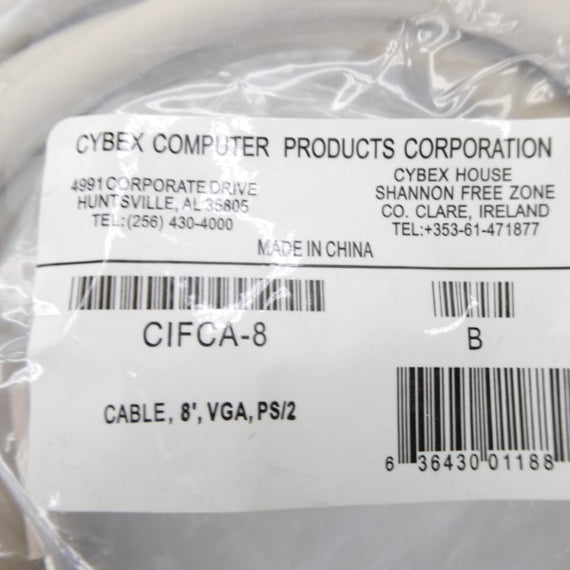 CYBEX COMPUTER PRODUCTS CORPORATION
4991 CORPORATE DRIVE
HUNTSVILLE, AL 35805
TEL:(256) 430-4000
CYBEX HOUSE
SHANNON FREE ZONE
CO. CLARE, IRELAND
TEL:+353-61-471877
MADE IN CHINA
CIFCA-8
B
CABLE, 8', VGA, PS/2
6 36430 01188